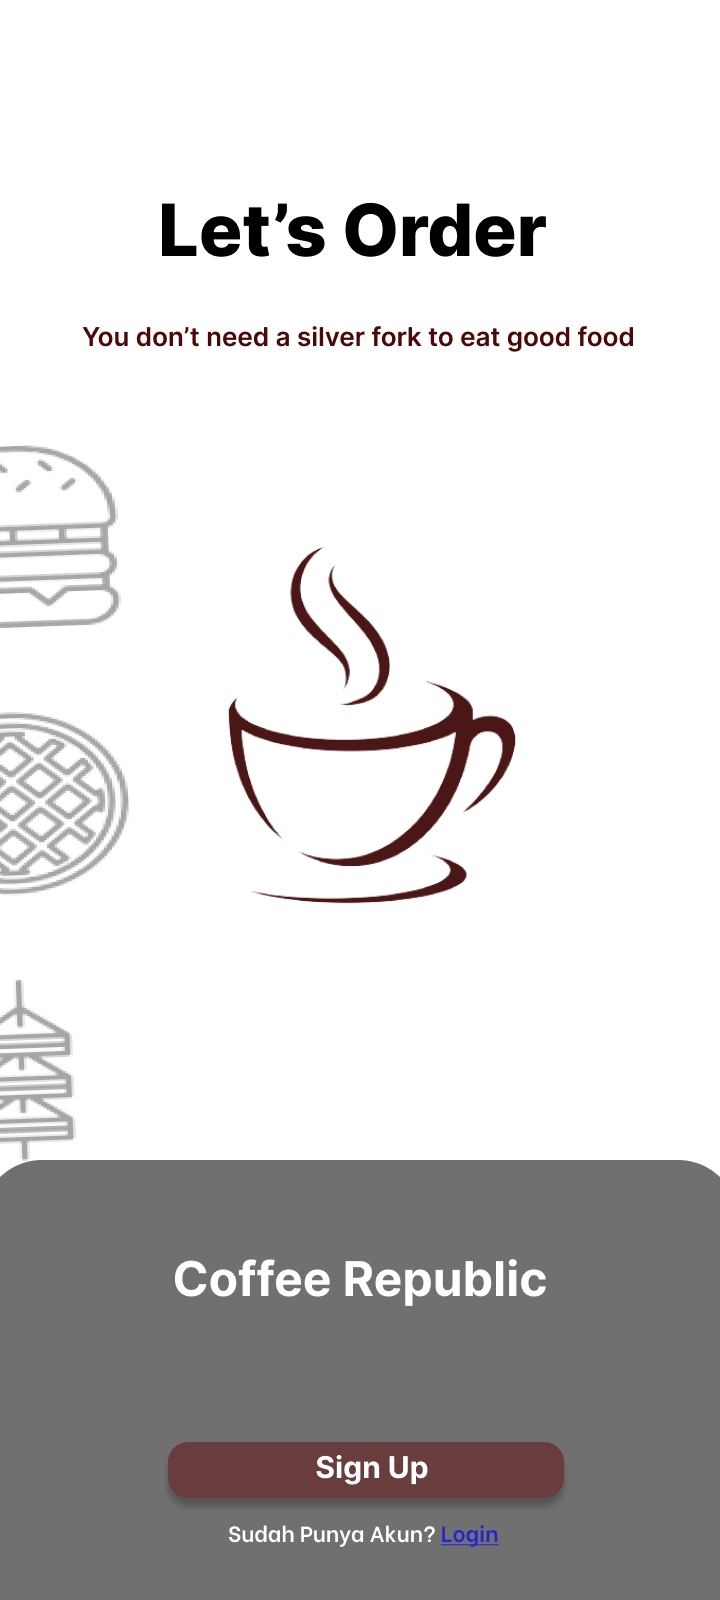 Let’s Order
You don’t need a silver fork to eat good food
Coffee Republic
Sign Up
Sudah Punya Akun? Login